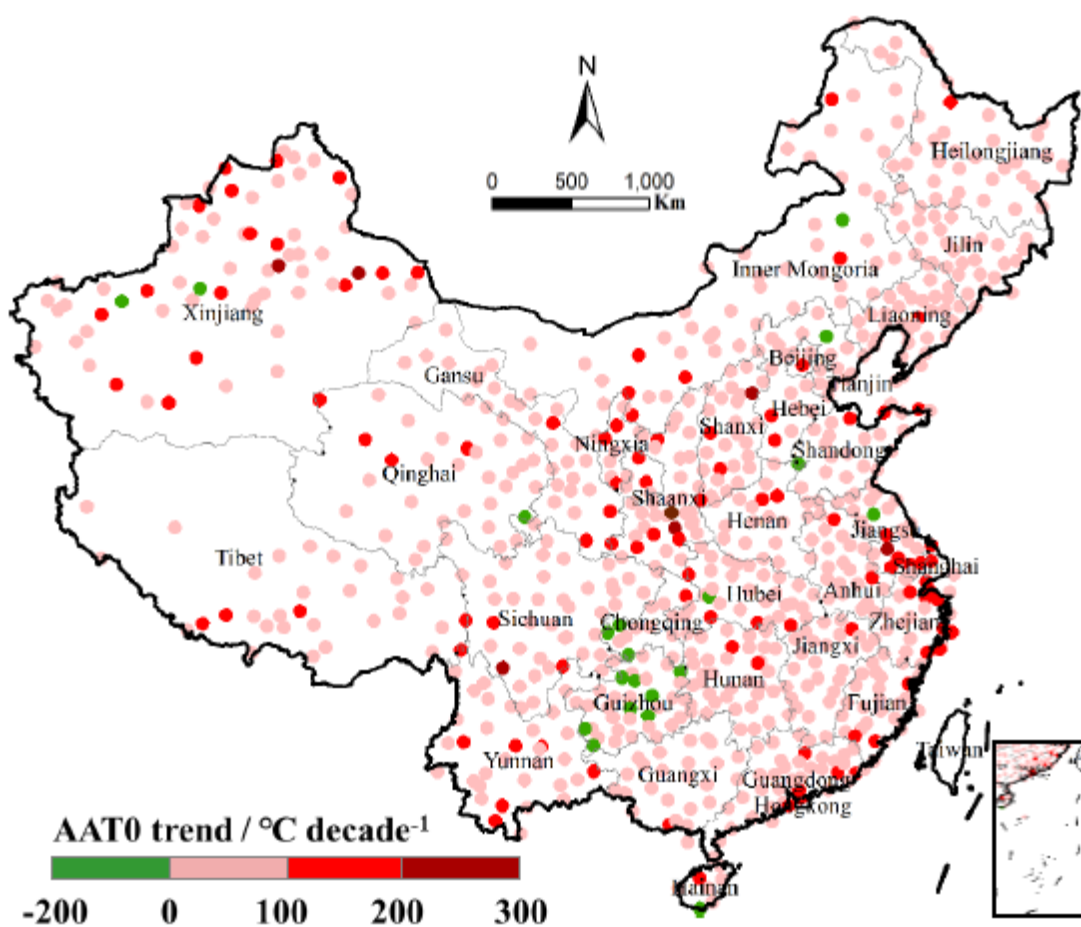 N
0 500 1,000
Km
Heilongjiang
Jilin
Inner Mongoria
Liaoning
Xinjiang
Beijing
Tianjin
Gansu
Hebei
Shanxi
Ningxia
Shandong
Qinghai
Shaanxi
Henan
Jiangsu
Tibet
Shanghai
Anhui
Hubei
Sichuan
Chongqing
Zhejian
Jiangxi
Hunan
Guizhou
Fujian
Taiwan
Yunnan
Guangxi
Guangdong
Hongkong
Hainan
AAT0 trend / °C decade-1
-200 0 100 200 300